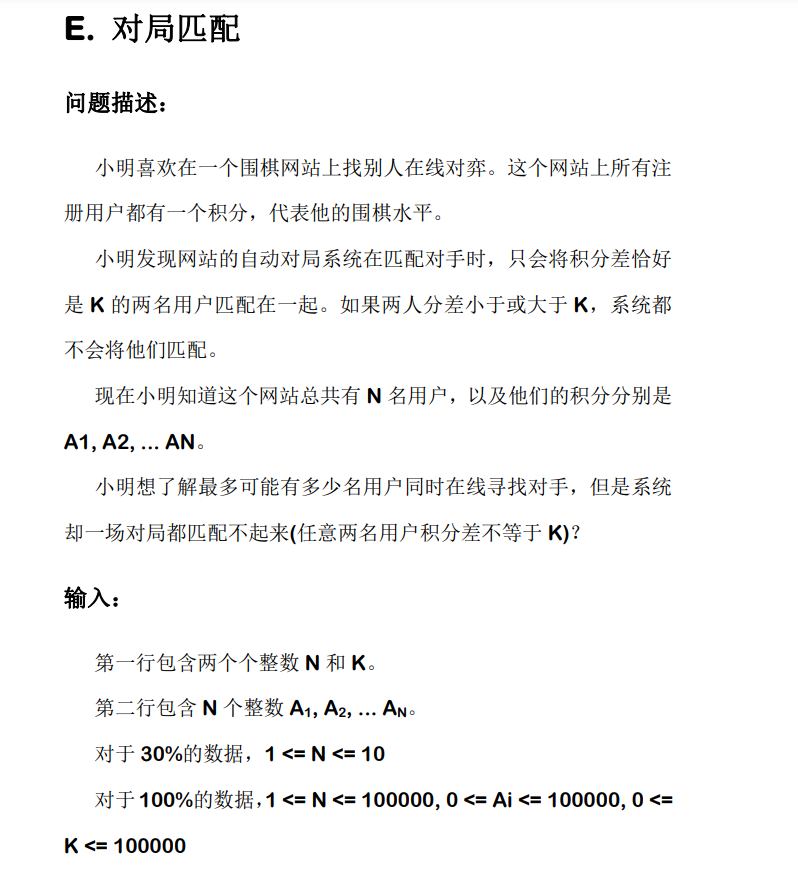 E. 对局匹配
问题描述：
小明喜欢在一个围棋网站上找别人在线对弈。这个网站上所有注
册用户都有一个积分，代表他的围棋水平。
小明发现网站的自动对局系统在匹配对手时，只会将积分差恰好
是 K 的两名用户匹配在一起。如果两人分差小于或大于 K，系统都
不会将他们匹配。
现在小明知道这个网站总共有 N 名用户，以及他们的积分分别是
A1, A2, ... AN。
小明想了解最多可能有多少名用户同时在线寻找对手，但是系统
却一场对局都匹配不起来(任意两名用户积分差不等于 K)？
输入：
第一行包含两个个整数 N 和 K。
第二行包含 N 个整数 A₁, A₂, ... Aɴ。
对于 30%的数据，1 <= N <= 10
对于 100%的数据,1 <= N <= 100000, 0 <= Ai <= 100000, 0 <=
K <= 100000